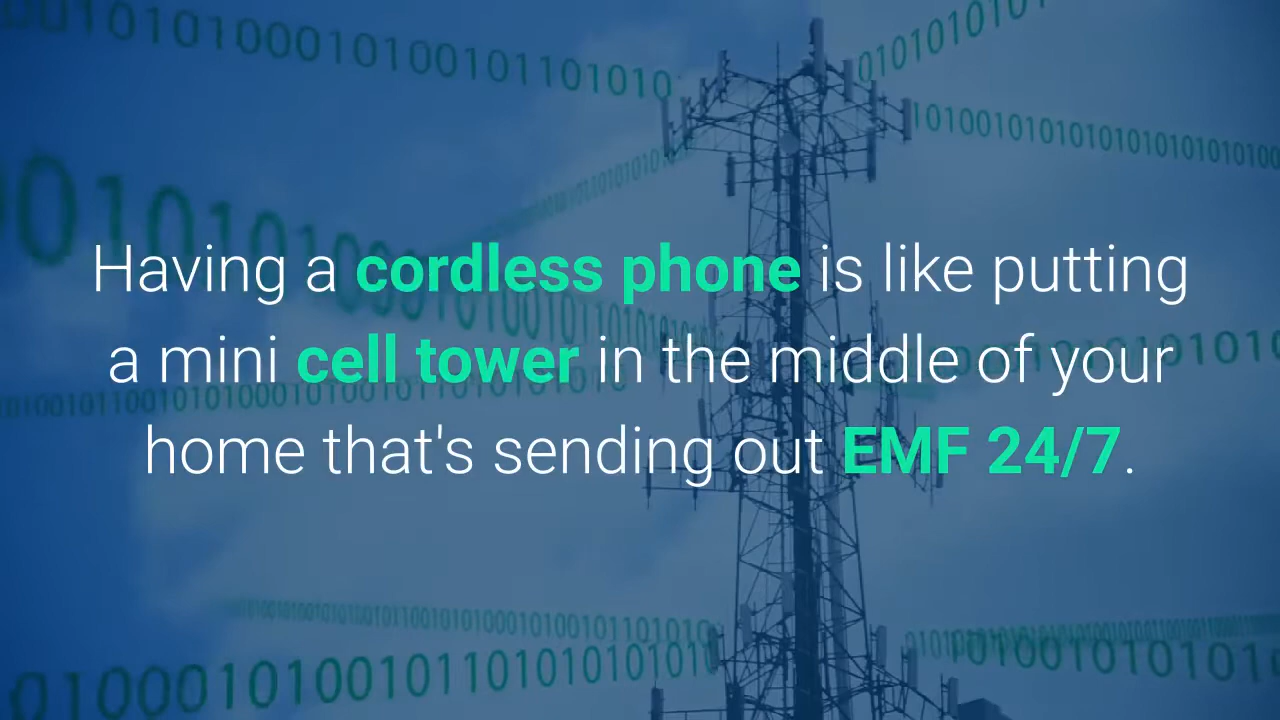 Having a cordless phone is like putting
a mini cell tower in the middle of your
home that's sending out EMF 24/7.